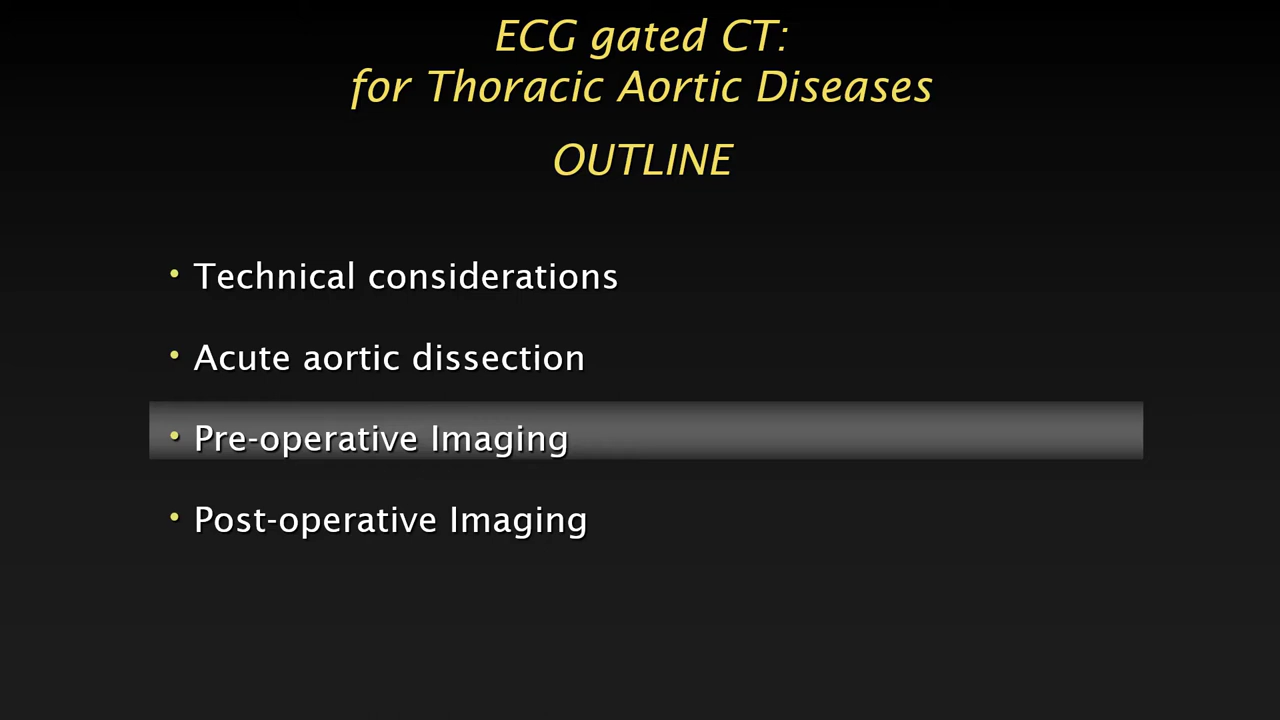 ECG gated CT:
for Thoracic Aortic Diseases
OUTLINE
• Technical considerations
• Acute aortic dissection
• Pre-operative Imaging
• Post-operative Imaging